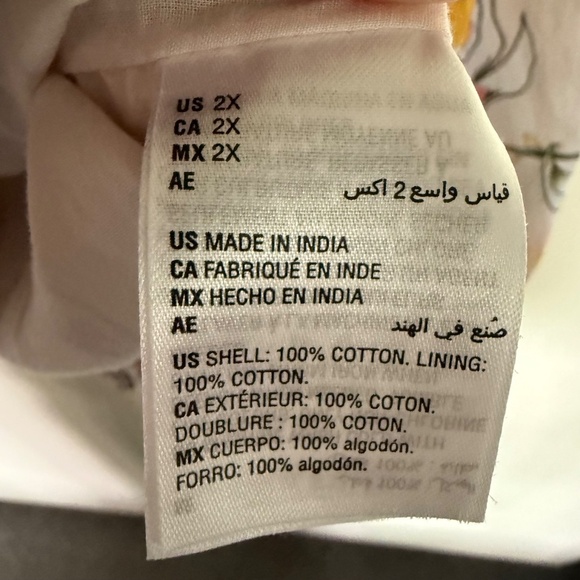 US 2X
CA 2X
MX 2X
AE قياس واسع 2 اكس
US MADE IN INDIA
CA FABRIQUÉ EN INDE
MX HECHO EN INDIA
AE صُنع في الهند
US SHELL: 100% COTTON. LINING:
100% COTTON.
CA EXTÉRIEUR: 100% COTON.
DOUBLURE : 100% COTON.
MX CUERPO: 100% algodón.
FORRO: 100% algodón.